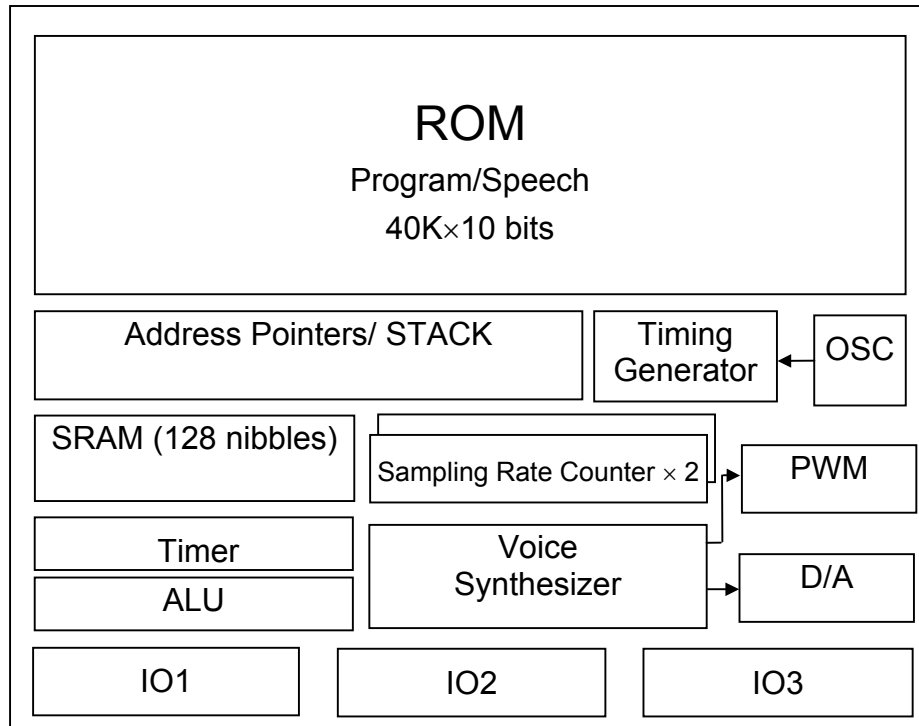 ROM
Program/Speech
40K×10 bits
Address Pointers/ STACK
Timing
Generator
OSC
SRAM (128 nibbles)
Sampling Rate Counter × 2
PWM
Timer
Voice
Synthesizer
D/A
ALU
IO1
IO2
IO3